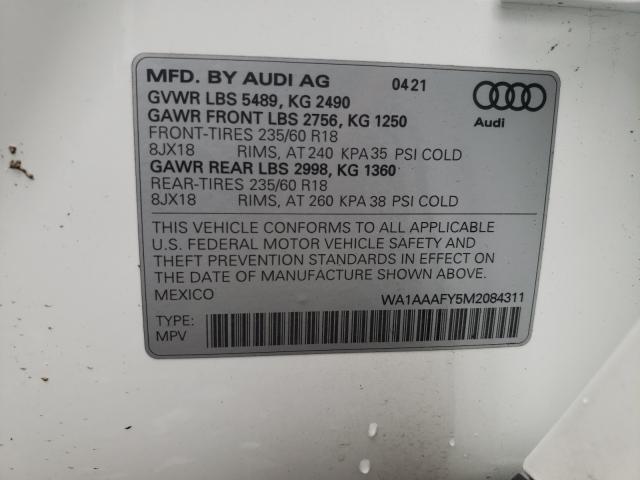 MFD. BY AUDI AG 0421
GVWR LBS 5489, KG 2490
GAWR FRONT LBS 2756, KG 1250
Audi
FRONT-TIRES 235/60 R18
8JX18 RIMS, AT 240 KPA 35 PSI COLD
GAWR REAR LBS 2998, KG 1360
REAR-TIRES 235/60 R18
8JX18 RIMS, AT 260 KPA 38 PSI COLD
THIS VEHICLE CONFORMS TO ALL APPLICABLE
U.S. FEDERAL MOTOR VEHICLE SAFETY AND
THEFT PREVENTION STANDARDS IN EFFECT ON
THE DATE OF MANUFACTURE SHOWN ABOVE.
MEXICO WA1AAAFY5M2084311
TYPE:
MPV